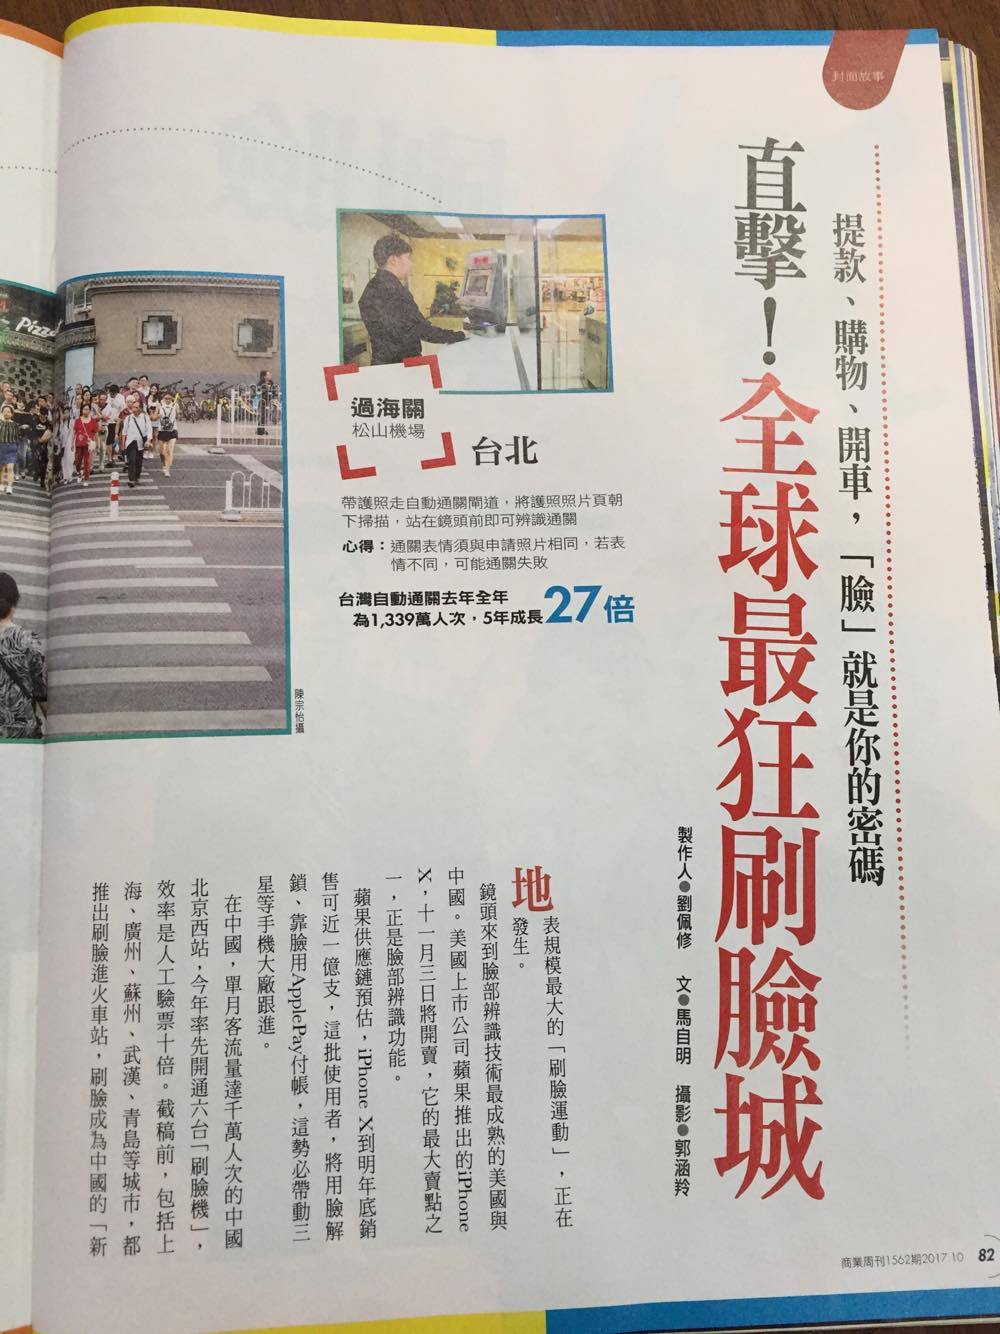 封面故事
提款、購物、開車，「臉」就是你的密碼
直擊！全球最狂刷臉城
製作人●劉佩修　文●馬自明　攝影●郭涵羚
過海關
松山機場
台北
帶護照走自動通關閘道，將護照照片頁朝
下掃描，站在鏡頭前即可辨識通關
心得：通關表情須與申請照片相同，若表
情不同，可能通關失敗
台灣自動通關去年全年
為1,339萬人次，5年成長27倍
Pizza
陳宗怡攝
地表規模最大的「刷臉運動」，正在
發生。
鏡頭來到臉部辨識技術最成熟的美國與
中國。美國上市公司蘋果推出的iPhone
X，十一月三日將開賣，它的最大賣點之
一，正是臉部辨識功能。
蘋果供應鏈預估，iPhone X到明年底銷
售可近一億支，這批使用者，將用臉解
鎖、靠臉用ApplePay付帳，這勢必帶動三
星等手機大廠跟進。
在中國，單月客流量達千萬人次的中國
北京西站，今年率先開通六台「刷臉機」，
效率是人工驗票十倍。截稿前，包括上
海、廣州、蘇州、武漢、青島等城市，都
推出刷臉進火車站，刷臉成為中國的「新
商業周刊1562期2017.10 82